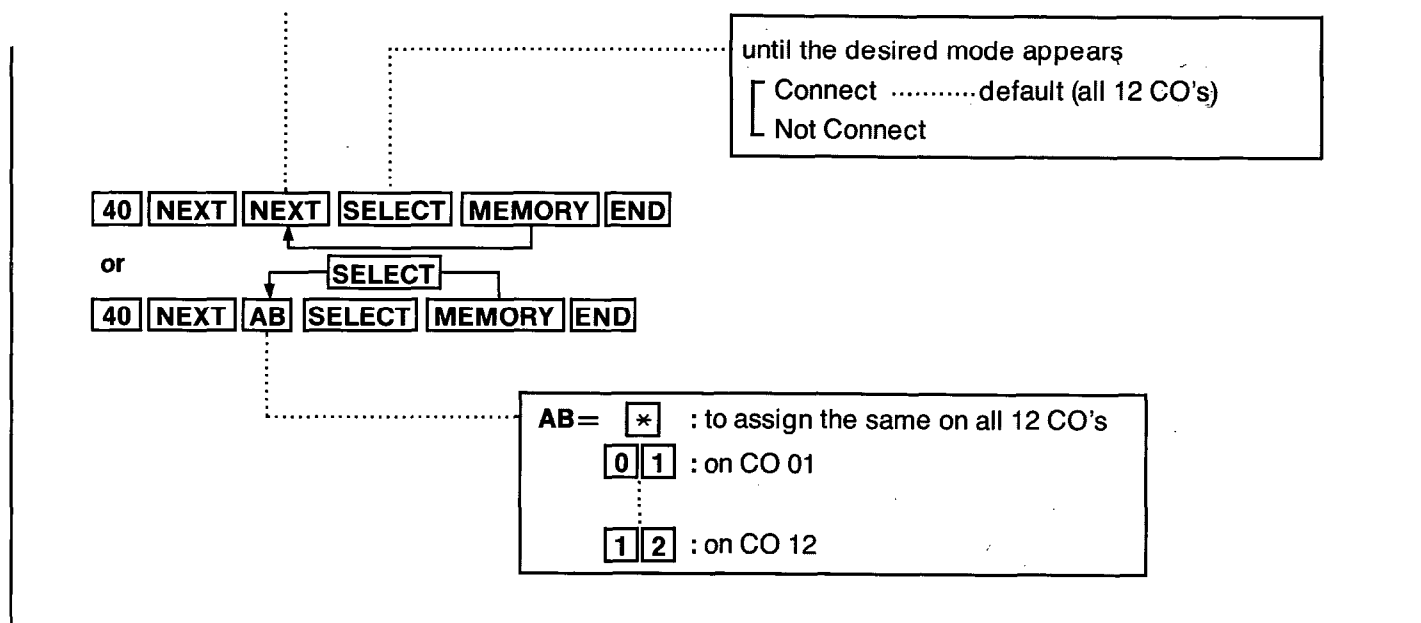 until the desired mode appears
Connect ........... default (all 12 CO's)
Not Connect
40 NEXT NEXT SELECT MEMORY END
or
SELECT
40 NEXT AB SELECT MEMORY END
AB= * : to assign the same on all 12 CO's
0 1 : on CO 01
1 2 : on CO 12